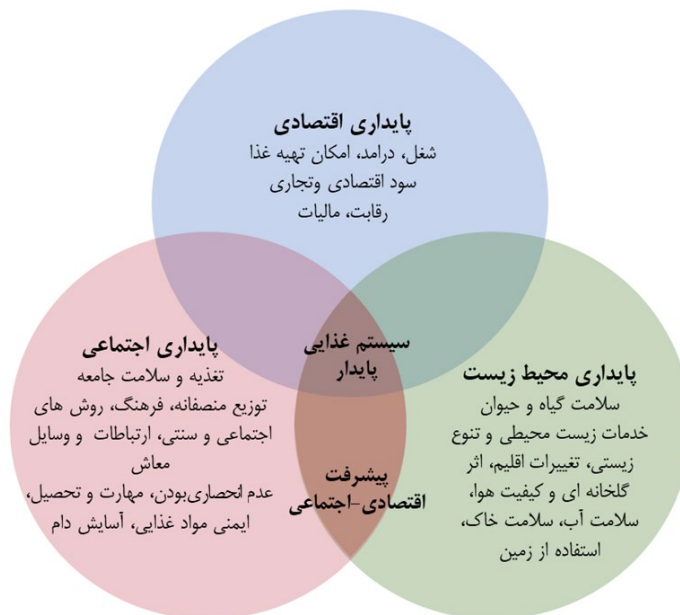 پایداری اقتصادی
شغل، درامد، امکان تهیه غذا
سود اقتصادی وتجاری
رقابت، مالیات
سیستم غذایی
پایدار
پایداری اجتماعی
تغذیه و سلامت جامعه
توزیع منصفانه، فرهنگ، روش های
اجتماعی و سنتی، ارتباطات و وسایل
معاش
عدم انحصاری‌بودن، مهارت و تحصیل،
ایمنی مواد غذایی، آسایش دام
پایداری محیط زیست
سلامت گیاه و حیوان
خدمات زیست محیطی و تنوع
زیستی، تغییرات اقلیم، اثر
گلخانه ای و کیفیت هوا،
سلامت آب، سلامت خاک،
استفاده از زمین
پیشرفت
اقتصادی-اجتماعی